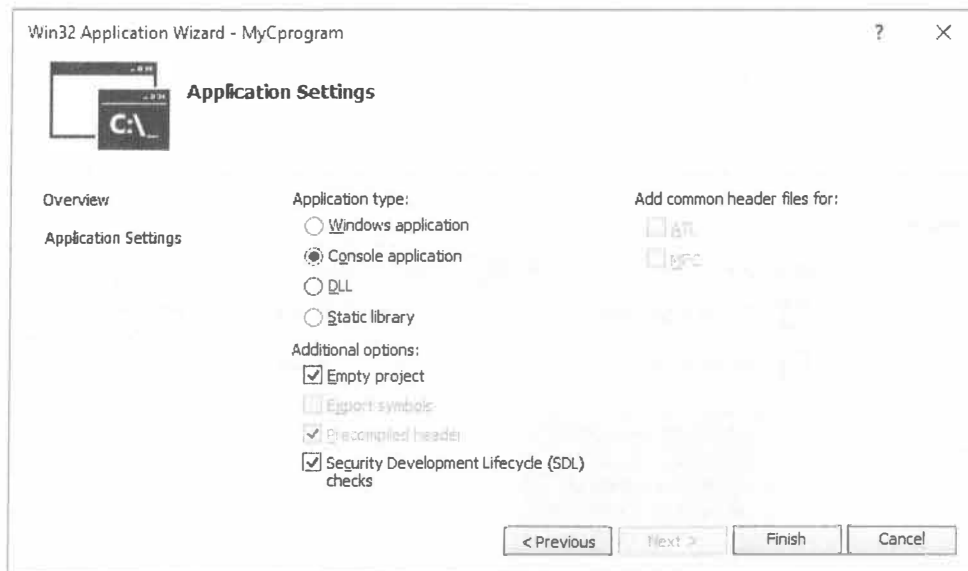 Win32 Application Wizard - MyCprogram
?
C:\_
Application Settings
Overview
Application Settings
Application type:
Windows application
Console application
DLL
Static library
Additional options:
Empty project
Export symbols
Precompiled header
Security Development Lifecycle (SDL)
checks
Add common header files for:
ATL
MFC
< Previous
Next >
Finish
Cancel